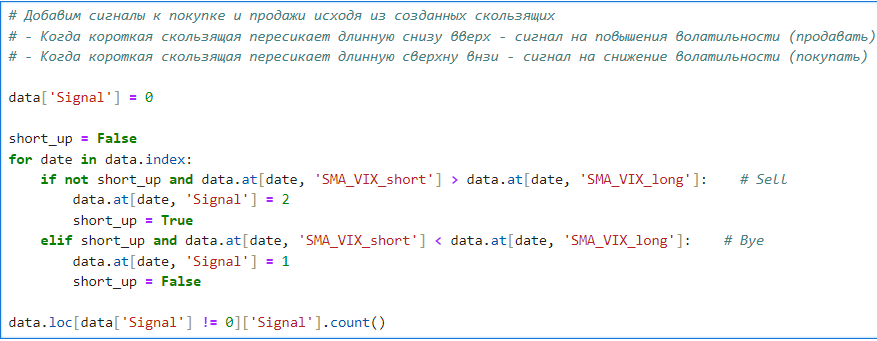 # Добавим сигналы к покупке и продажи исходя из созданных скользящих
# - Когда короткая скользящая пересикает длинную снизу вверх - сигнал на повышения волатильности (продавать)
# - Когда короткая скользящая пересикает длинную сверхну внзи - сигнал на снижение волатильности (покупать)
data['Signal'] = 0
short_up = False
for date in data.index:
    if not short_up and data.at[date, 'SMA_VIX_short'] > data.at[date, 'SMA_VIX_long']:    # Sell
        data.at[date, 'Signal'] = 2
        short_up = True
    elif short_up and data.at[date, 'SMA_VIX_short'] < data.at[date, 'SMA_VIX_long']:    # Bye
        data.at[date, 'Signal'] = 1
        short_up = False
data.loc[data['Signal'] != 0]['Signal'].count()